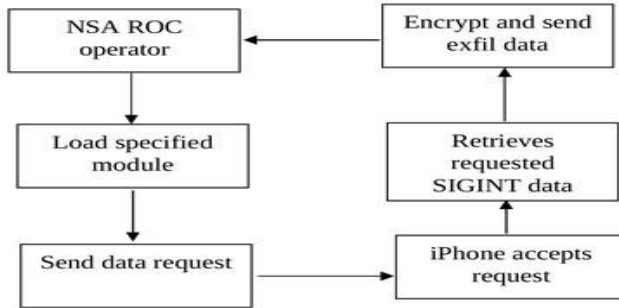 NSA ROC
operator
Load specified
module
Send data request
iPhone accepts
request
Retrieves
requested
SIGINT data
Encrypt and send
exfil data